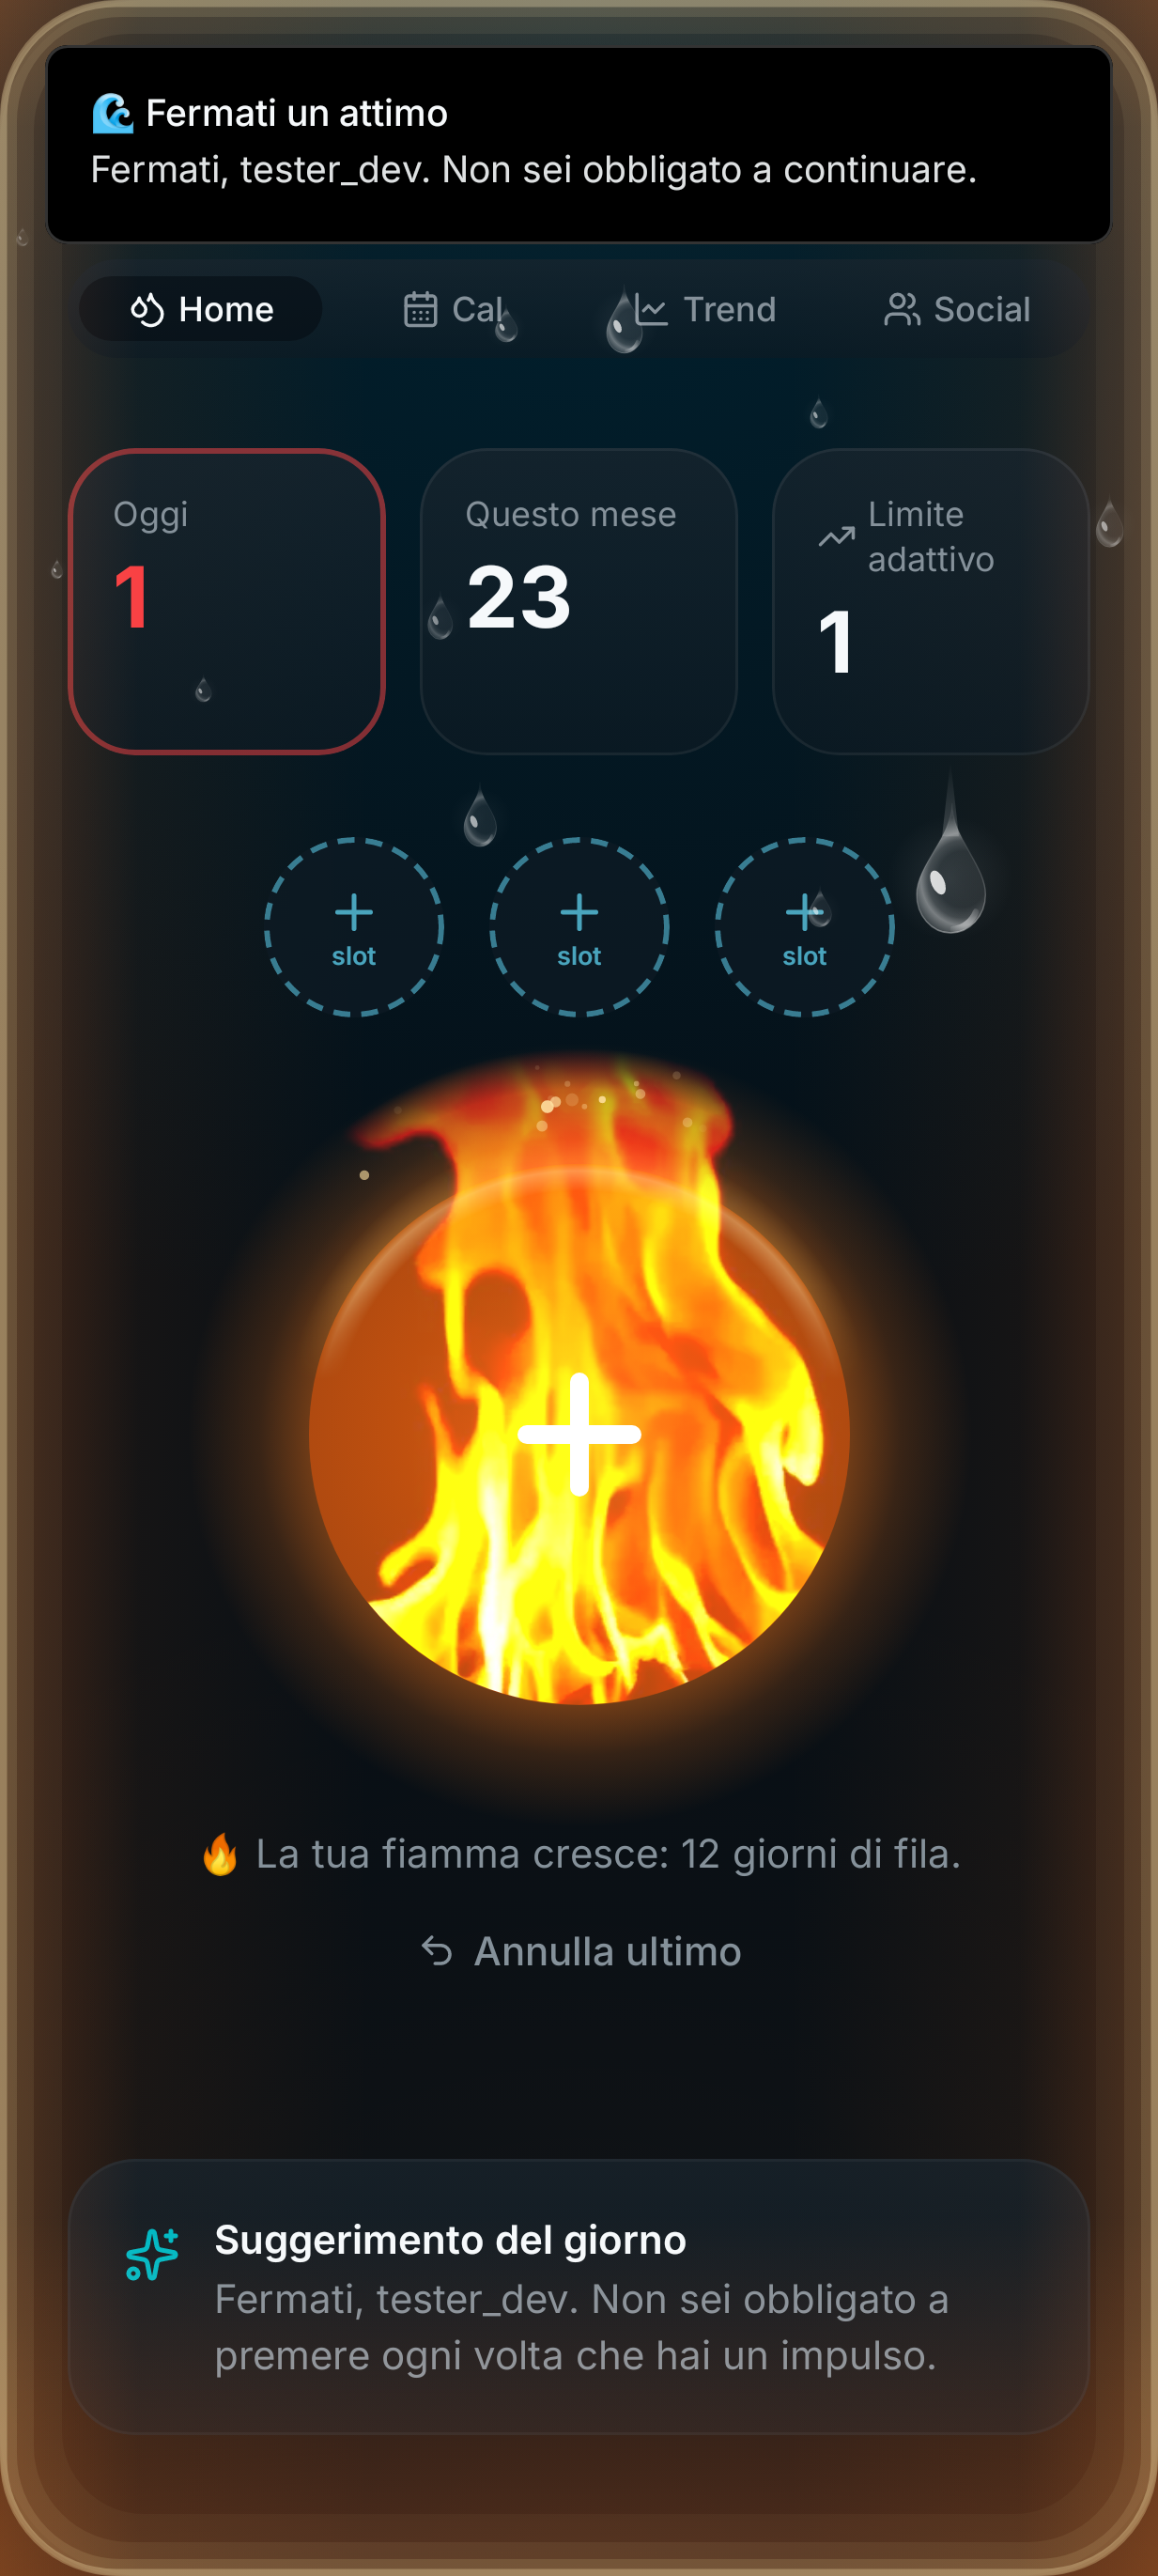 🌊 Fermati un attimo
Fermati, tester_dev. Non sei obbligato a continuare.
Home
Cal
Trend
Social
Oggi
1
Questo mese
23
Limite
adattivo
1
slot
slot
slot
🔥 La tua fiamma cresce: 12 giorni di fila.
Annulla ultimo
Suggerimento del giorno
Fermati, tester_dev. Non sei obbligato a
premere ogni volta che hai un impulso.